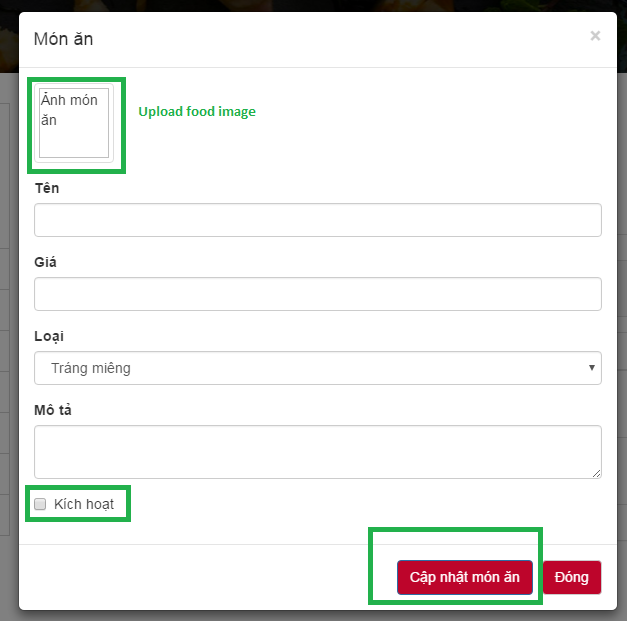 Món ăn
×
Ảnh món
ăn
Upload food image
Tên
Giá
Loại
Tráng miêng
Mô tả
Kích hoạt
Cập nhật món ăn
Đóng